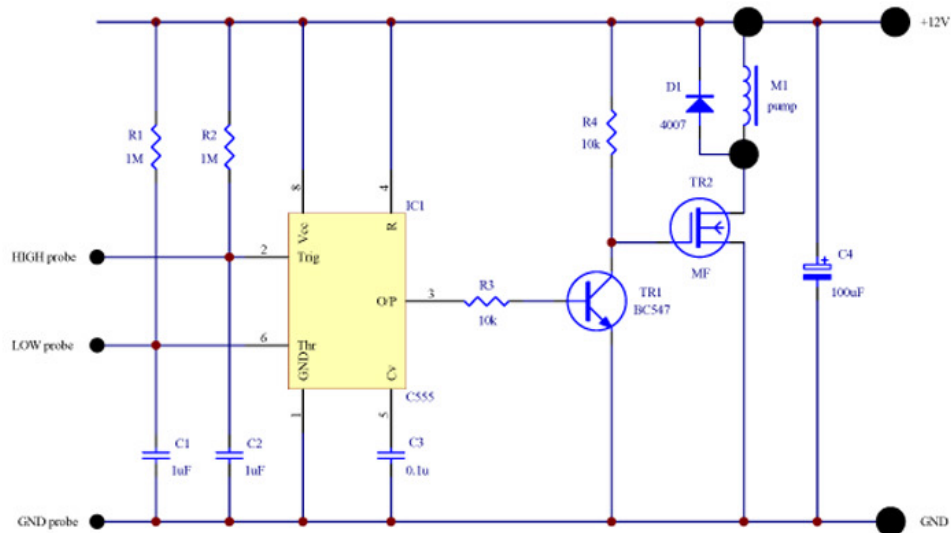 +12V
D1
4007
M1
pump
R1
1M
R2
1M
R4
10k
8
4
IC1
Vcc
R
TR2
MF
HIGH probe
2
Trig
C4
+
100uF
O/P
3
R3
10k
TR1
BC547
LOW probe
6
Thr
GND
Cv
C555
1
5
C1
1uF
C2
1uF
C3
0.1u
GND probe
GND